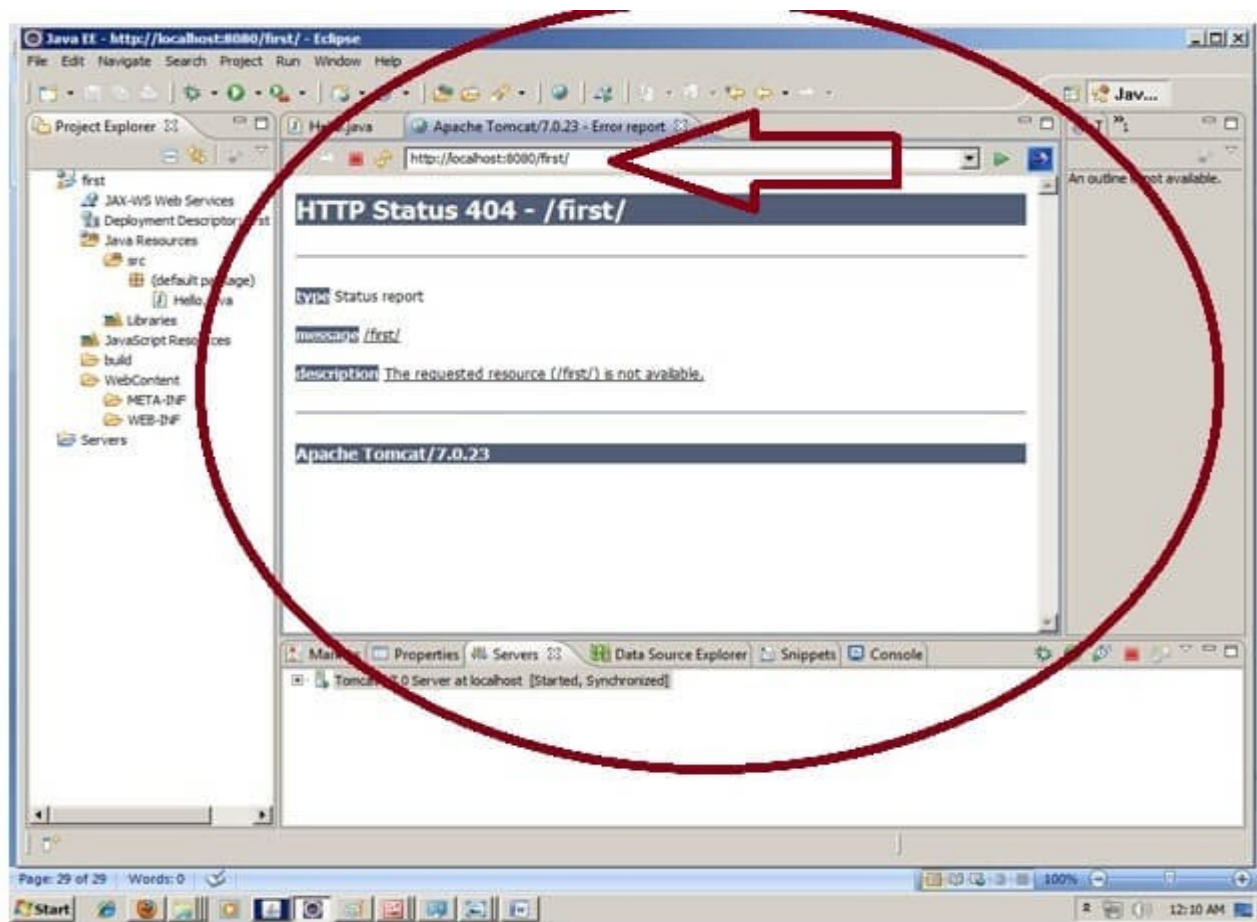 Java EE - http://localhost:8080/first/ - Eclipse
File Edit Navigate Search Project Run Window Help
Jav...
Project Explorer
Apache Tomcat/7.0.23 - Error report
http://localhost:8080/first/
first
JAX-WS Web Services
Deployment Descriptor:
Java Resources
src
(default package)
Libraries
JavaScript Resources
build
WebContent
META-INF
WEB-INF
Servers
HTTP Status 404 - /first/
type Status report
message /first/
description The requested resource (/first/) is not available.
Apache Tomcat/7.0.23
An outline is not available.
Properties Servers Data Source Explorer Snippets Console
Tomcat v7.0 Server at localhost [Started, Synchronized]
Page: 29 of 29 Words: 0 100%
Start 12:10 AM